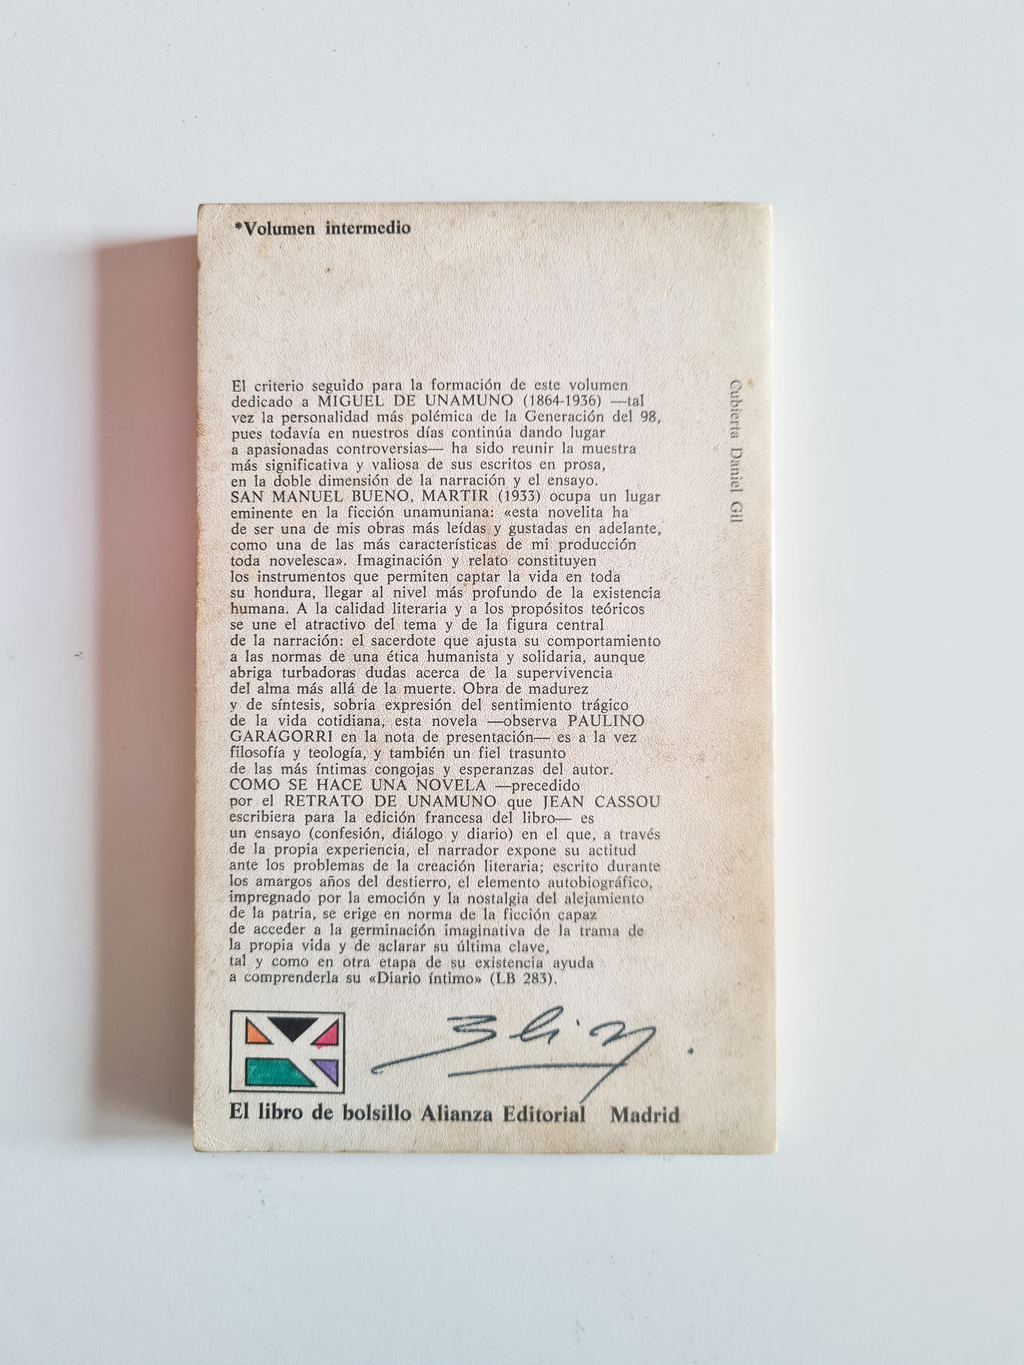 *Volumen intermedio
El criterio seguido para la formación de este volumen
dedicado a MIGUEL DE UNAMUNO (1864-1936) —tal
vez la personalidad más polémica de la Generación del 98,
pues todavía en nuestros días continúa dando lugar
a apasionadas controversias— ha sido reunir la muestra
más significativa y valiosa de sus escritos en prosa,
en la doble dimensión de la narración y el ensayo.
SAN MANUEL BUENO, MARTIR (1933) ocupa un lugar
eminente en la ficción unamuniana: «esta novelita ha
de ser una de mis obras más leídas y gustadas en adelante,
como una de las más características de mi producción
toda novelesca». Imaginación y relato constituyen
los instrumentos que permiten captar la vida en toda
su hondura, llegar al nivel más profundo de la existencia
humana. A la calidad literaria y a los propósitos teóricos
se une el atractivo del tema y de la figura central
de la narración: el sacerdote que ajusta su comportamiento
a las normas de una ética humanista y solidaria, aunque
abriga turbadoras dudas acerca de la supervivencia
del alma más allá de la muerte. Obra de madurez
y de síntesis, sobria expresión del sentimiento trágico
de la vida cotidiana, esta novela —observa PAULINO
GARAGORRI en la nota de presentación— es a la vez
filosofía y teología, y también un fiel trasunto
de las más íntimas congojas y esperanzas del autor.
COMO SE HACE UNA NOVELA —precedido
por el RETRATO DE UNAMUNO que JEAN CASSOU
escribiera para la edición francesa del libro— es
un ensayo (confesión, diálogo y diario) en el que, a través
de la propia experiencia, el narrador expone su actitud
ante los problemas de la creación literaria; escrito durante
los amargos años del destierro, el elemento autobiográfico,
impregnado por la emoción y la nostalgia del alejamiento
de la patria, se erige en norma de la ficción capaz
de acceder a la germinación imaginativa de la trama de
la propia vida y de aclarar su última clave,
tal y como en otra etapa de su existencia ayuda
a comprenderla su «Diario íntimo» (LB 283).
Cubierta Daniel Gil
El libro de bolsillo Alianza Editorial Madrid